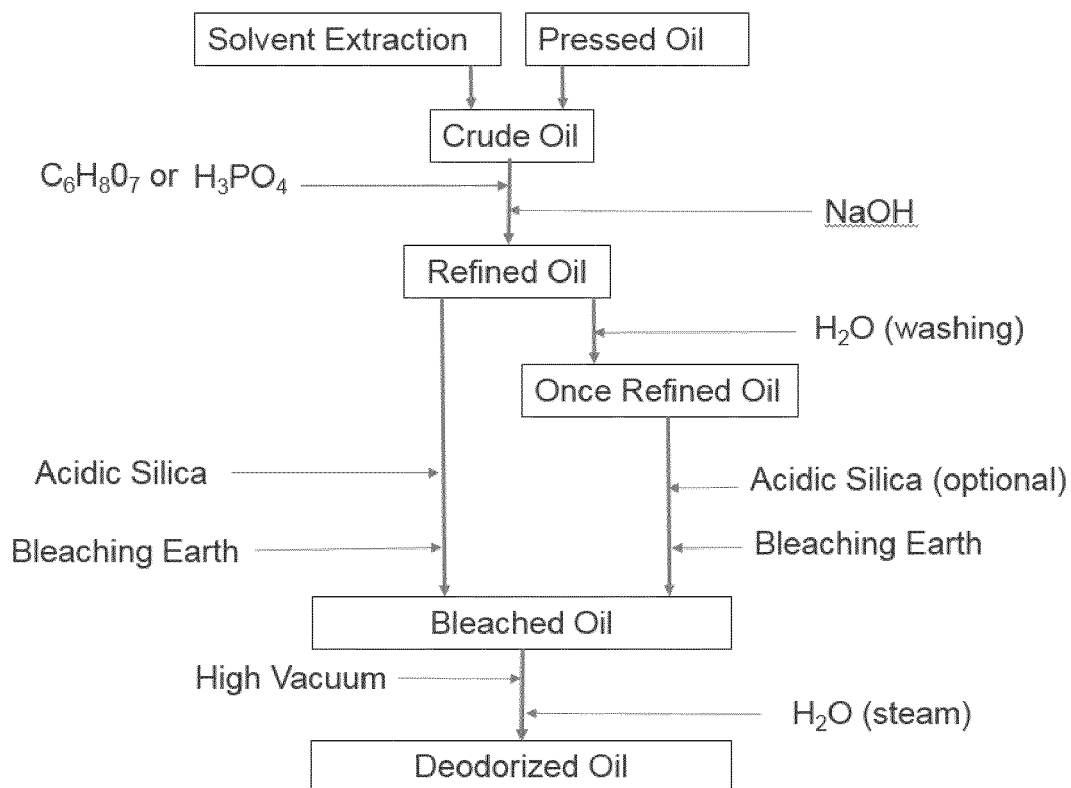 Solvent Extraction
Pressed Oil
Crude Oil
C₆H₈0₇ or H₃PO₄
NaOH
Refined Oil
H₂O (washing)
Once Refined Oil
Acidic Silica
Acidic Silica (optional)
Bleaching Earth
Bleaching Earth
Bleached Oil
High Vacuum
H₂O (steam)
Deodorized Oil